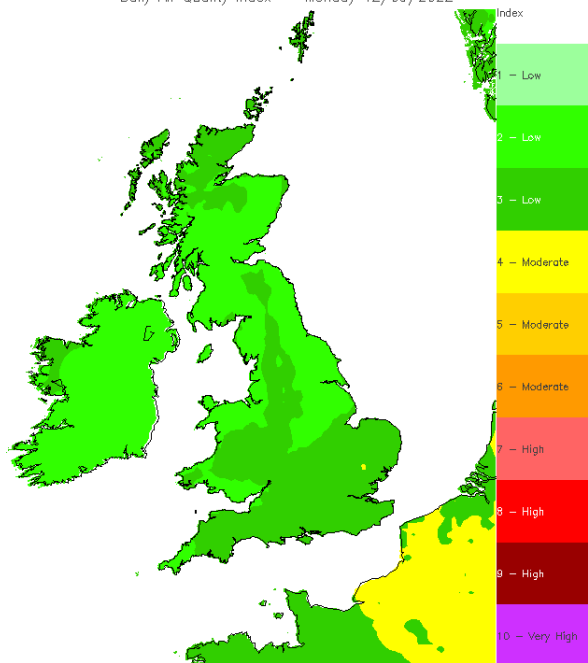 Index
1 - Low
2 - Low
3 - Low
4 - Moderate
5 - Moderate
6 - Moderate
7 - High
8 - High
9 - High
10 - Very High